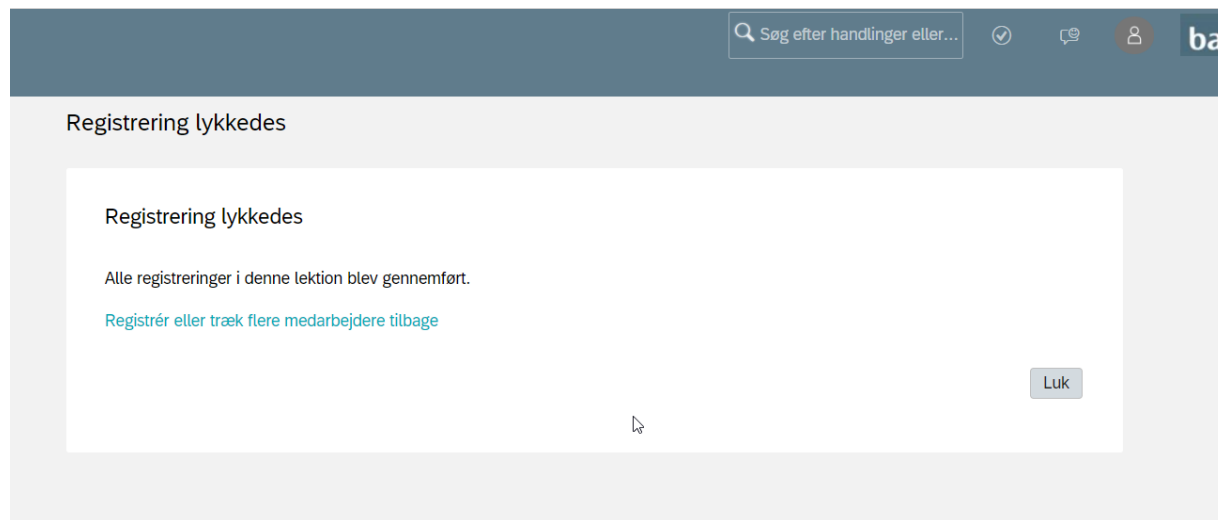 Søg efter handlinger eller...
ba
Registrering lykkedes
Registrering lykkedes
Alle registreringer i denne lektion blev gennemført.
Registrér eller træk flere medarbejdere tilbage
Luk